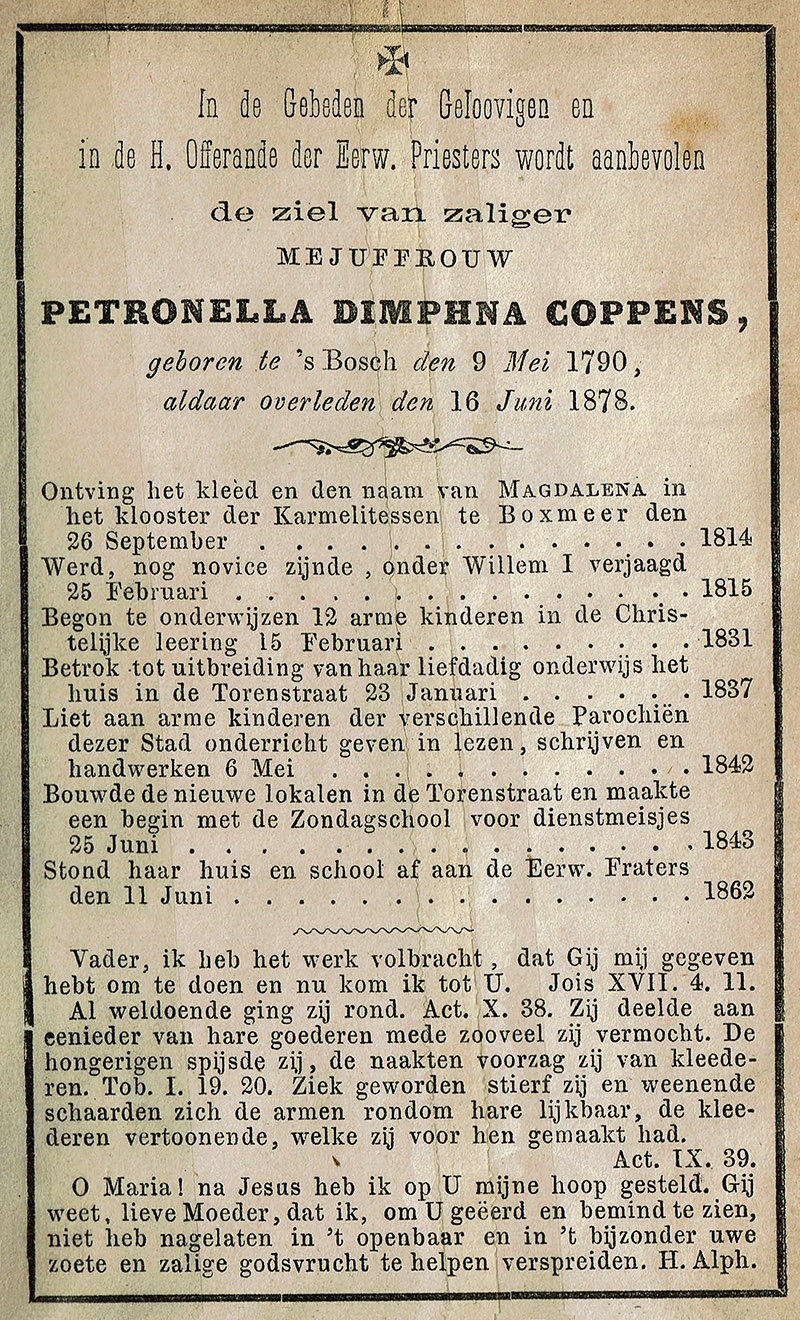 In de Gebeden der Geloovigen en
in de H. Offerande der Eerw. Priesters wordt aanbevolen
de ziel van zaliger
MEJUFFROUW
PETRONELLA DIMPHNA COPPENS,
geboren te 's Bosch den 9 Mei 1790,
aldaar overleden den 16 Juni 1878.
Ontving het kleed en den naam van MAGDALENA in
het klooster der Karmelitessen te Boxmeer den
26 September . . . . . . . . . . . . . . . . 1814
Werd, nog novice zijnde, onder Willem I verjaagd
25 Februari . . . . . . . . . . . . . . . . . 1815
Begon te onderwijzen 12 arme kinderen in de Chris-
telijke leering 15 Februari . . . . . . . . . . 1831
Betrok tot uitbreiding van haar liefdadig onderwijs het
huis in de Torenstraat 23 Januari . . . . . . 1837
Liet aan arme kinderen der verschillende Parochiën
dezer Stad onderricht geven in lezen, schrijven en
handwerken 6 Mei . . . . . . . . . . . . . . 1842
Bouwde de nieuwe lokalen in de Torenstraat en maakte
een begin met de Zondagschool voor dienstmeisjes
25 Juni . . . . . . . . . . . . . . . . . . 1843
Stond haar huis en school af aan de Eerw. Fraters
den 11 Juni . . . . . . . . . . . . . . . . . 1862
Vader, ik heb het werk volbracht, dat Gij mij gegeven
hebt om te doen en nu kom ik tot U. Jois XVII. 4. 11.
Al weldoende ging zij rond. Act. X. 38. Zij deelde aan
eenieder van hare goederen mede zooveel zij vermocht. De
hongerigen spijsde zij, de naakten voorzag zij van kleede-
ren. Tob. I. 19. 20. Ziek geworden stierf zij en weenende
schaarden zich de armen rondom hare lijkbaar, de klee-
deren vertoonende, welke zij voor hen gemaakt had.
Act. IX. 39.
O Maria! na Jesus heb ik op U mijne hoop gesteld. Gij
weet, lieve Moeder, dat ik, om U geëerd en bemind te zien,
niet heb nagelaten in 't openbaar en in 't bijzonder uwe
zoete en zalige godsvrucht te helpen verspreiden. H. Alph.